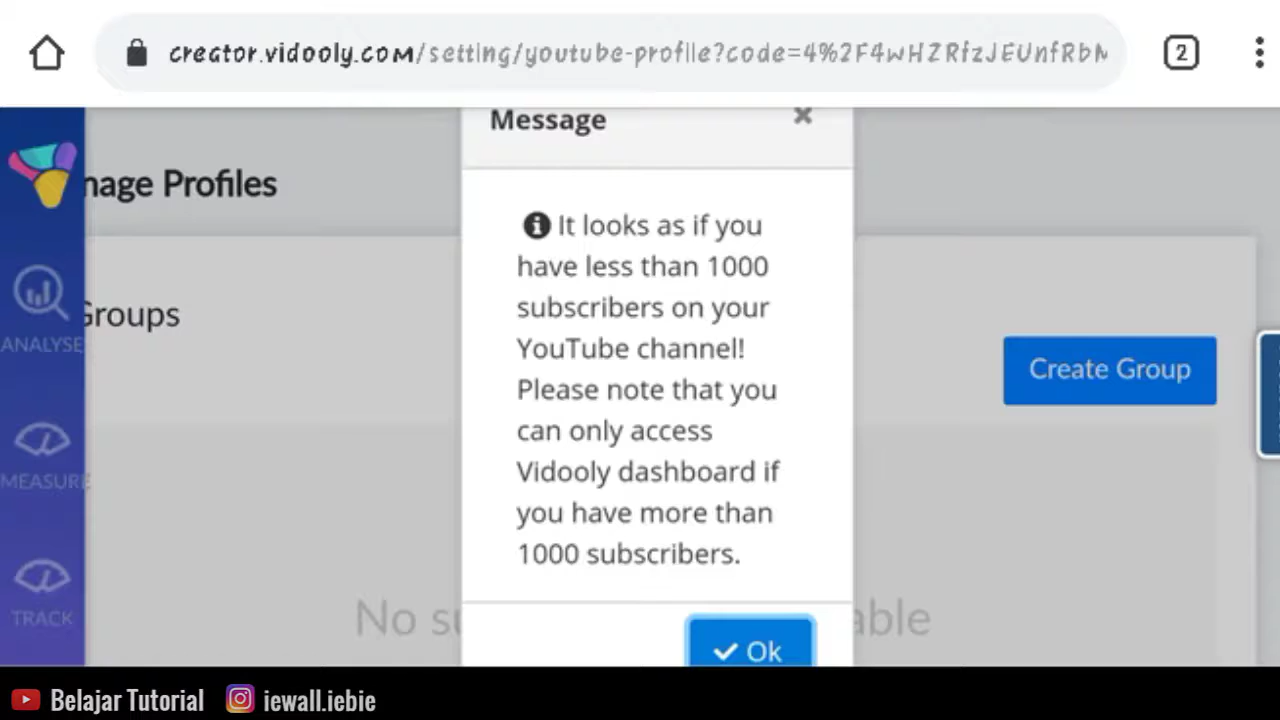 creator.vidooly.com/setting/youtube-profile?code=4%2F4wHZRfzJEUnfRbM
2
Message
nage Profiles
It looks as if you
have less than 1000
subscribers on your
YouTube channel!
Please note that you
can only access
Vidooly dashboard if
you have more than
1000 subscribers.
Ok
Groups
Create Group
ANALYSE
MEASURE
TRACK
No su
able
Belajar Tutorial
iewall.iebie